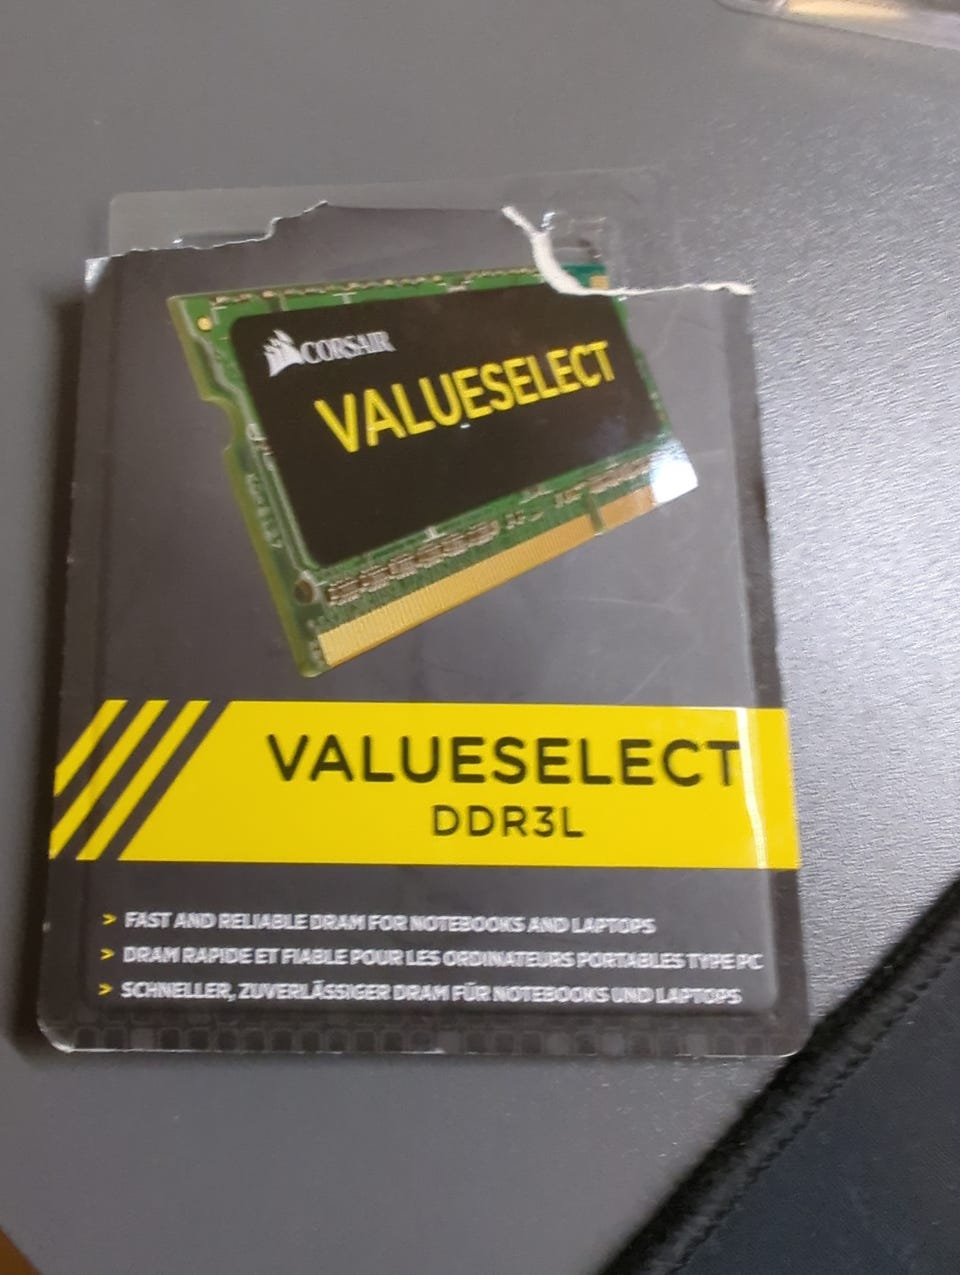 CORSAIR
VALUESELECT
VALUESELECT
DDR3L
> FAST AND RELIABLE DRAM FOR NOTEBOOKS AND LAPTOPS
> DRAM RAPIDE ET FIABLE POUR LES ORDINATEURS PORTABLES TYPE PC
> SCHNELLER, ZUVERLÄSSIGER DRAM FÜR NOTEBOOKS UND LAPTOPS